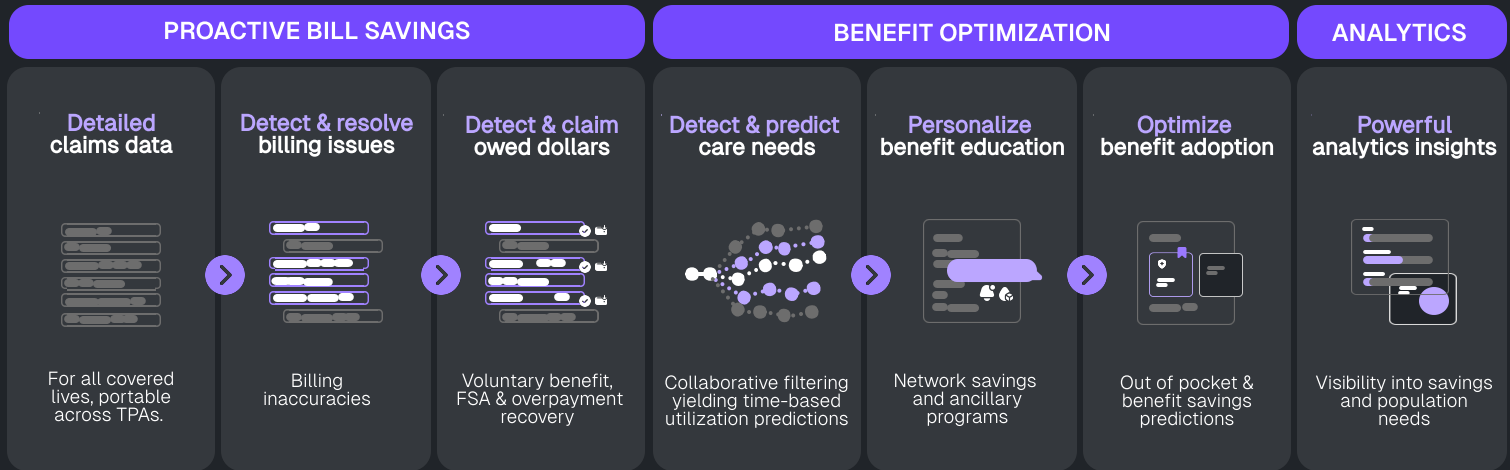 PROACTIVE BILL SAVINGS
BENEFIT OPTIMIZATION
ANALYTICS
Detailed
claims data
For all covered
lives, portable
across TPAs.
Detect & resolve
billing issues
Billing
inaccuracies
Detect & claim
owed dollars
Voluntary benefit,
FSA & overpayment
recovery
Detect & predict
care needs
Collaborative filtering
yielding time-based
utilization predictions
Personalize
benefit education
Network savings
and ancillary
programs
Optimize
benefit adoption
Out of pocket &
benefit savings
predictions
Powerful
analytics insights
Visibility into savings
and population
needs